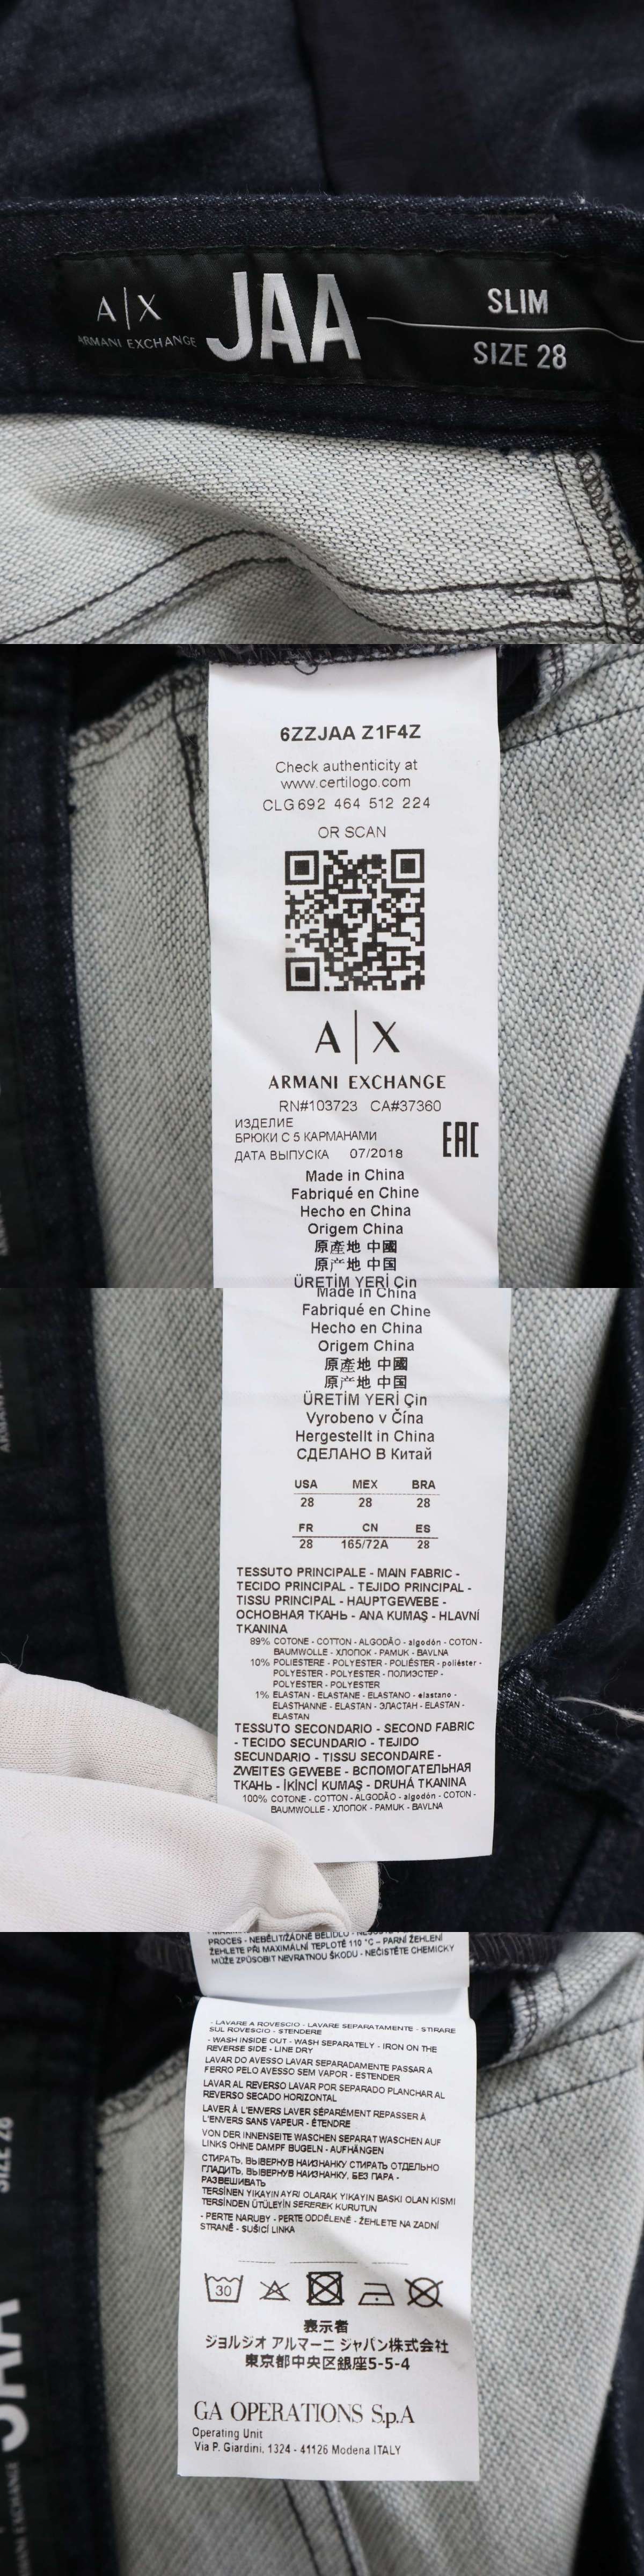 A|X
ARMANI EXCHANGE
JAA
SLIM
SIZE 28
6ZZJAA Z1F4Z
Check authenticity at
www.certilogo.com
CLG 692 464 512 224
OR SCAN
A|X
ARMANI EXCHANGE
RN#103723 CA#37360
ИЗДЕЛИЕ
БРЮКИ С 5 КАРМАНАМИ
ДАТА ВЫПУСКА 07/2018
EAC
Made in China
Fabriqué en Chine
Hecho en China
Origem China
原產地 中國
原产地 中国
ÜRETİM YERİ Çin
Made in China
Fabriqué en Chine
Hecho en China
Origem China
原產地 中國
原产地 中国
ÜRETİM YERİ Çin
Vyrobeno v Čína
Hergestellt in China
СДЕЛАНО В Китай
USA MEX BRA
28 28 28
FR CN ES
28 165/72A 28
TESSUTO PRINCIPALE - MAIN FABRIC -
TECIDO PRINCIPAL - TEJIDO PRINCIPAL -
TISSU PRINCIPAL - HAUPTGEWEBE -
ОСНОВНАЯ ТКАНЬ - ANA KUMAŞ - HLAVNÍ
TKANINA
89% COTONE - COTTON - ALGODÃO - algodón - COTON -
BAUMWOLLE - ХЛОПОК - PAMUK - BAVLNA
10% POLIESTERE - POLYESTER - POLIÉSTER - poliéster -
POLYESTER - POLYESTER - ПОЛИЭСТЕР -
POLYESTER - POLYESTER
1% ELASTAN - ELASTANE - ELASTANO - elastano -
ELASTHANNE - ELASTAN - ЭЛАСТАН - ELASTAN -
ELASTAN
TESSUTO SECONDARIO - SECOND FABRIC
- TECIDO SECUNDARIO - TEJIDO
SECUNDARIO - TISSU SECONDAIRE -
ZWEITES GEWEBE - ВСПОМОГАТЕЛЬНАЯ
ТКАНЬ - İKİNCİ KUMAŞ - DRUHÁ TKANINA
100% COTONE - COTTON - ALGODÃO - algodón - COTON -
BAUMWOLLE - ХЛОПОК - PAMUK - BAVLNA
PROCES - NEBĚLIT/ŽÁDNÉ BĚLIDLO
ŽEHLETE PŘI MAXIMÁLNÍ TEPLOTĚ 110 °C – PARNÍ ŽEHLENÍ
MŮŽE ZPŮSOBIT NEVRATNOU ŠKODU - NEČISTĚTE CHEMICKY
- LAVARE A ROVESCIO - LAVARE SEPARATAMENTE - STIRARE
SUL ROVESCIO - STENDERE
- WASH INSIDE OUT - WASH SEPARATELY - IRON ON THE
REVERSE SIDE - LINE DRY
LAVAR DO AVESSO LAVAR SEPARADAMENTE PASSAR A
FERRO PELO AVESSO SEM VAPOR - ESTENDER
LAVAR AL REVERSO LAVAR POR SEPARADO PLANCHAR AL
REVERSO SECADO HORIZONTAL
LAVER À L'ENVERS LAVER SÉPARÉMENT REPASSER À
L'ENVERS SANS VAPEUR - ÉTENDRE
VON DER INNENSEITE WASCHEN SEPARAT WASCHEN AUF
LINKS OHNE DAMPF BUGELN - AUFHÄNGEN
СТИРАТЬ, ВЫВЕРНУВ НАИЗНАНКУ СТИРАТЬ ОТДЕЛЬНО
ГЛАДИТЬ, ВЫВЕРНУВ НАИЗНАНКУ, БЕЗ ПАРА -
РАЗВЕШИВАТЬ
TERSİNEN YIKAYIN AYRI OLARAK YIKAYIN BASKI OLAN KISMI
TERSİNDEN ÜTÜLEYİN SEREREK KURUTUN
- PERTE NARUBY - PERTE ODDĚLENĚ - ŽEHLETE NA ZADNÍ
STRANĚ - SUŠICÍ LINKA
30
表示者
ジョルジオ アルマーニ ジャパン株式会社
東京都中央区銀座5-5-4
GA OPERATIONS S.p.A
Operating Unit
Via P. Giardini, 1324 - 41126 Modena ITALY
SIZE 28